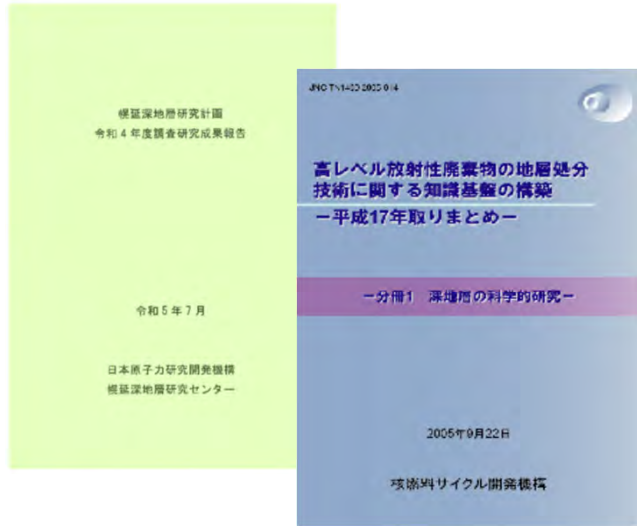 幌延深地層研究計画
令和4年度調査研究成果報告
令和5年7月
日本原子力研究開発機構
幌延深地層研究センター
JNC TN1400 2005-014
高レベル放射性廃棄物の地層処分
技術に関する知識基盤の構築
－平成17年取りまとめ－
－分冊1 深地層の科学的研究－
2005年9月22日
核燃料サイクル開発機構